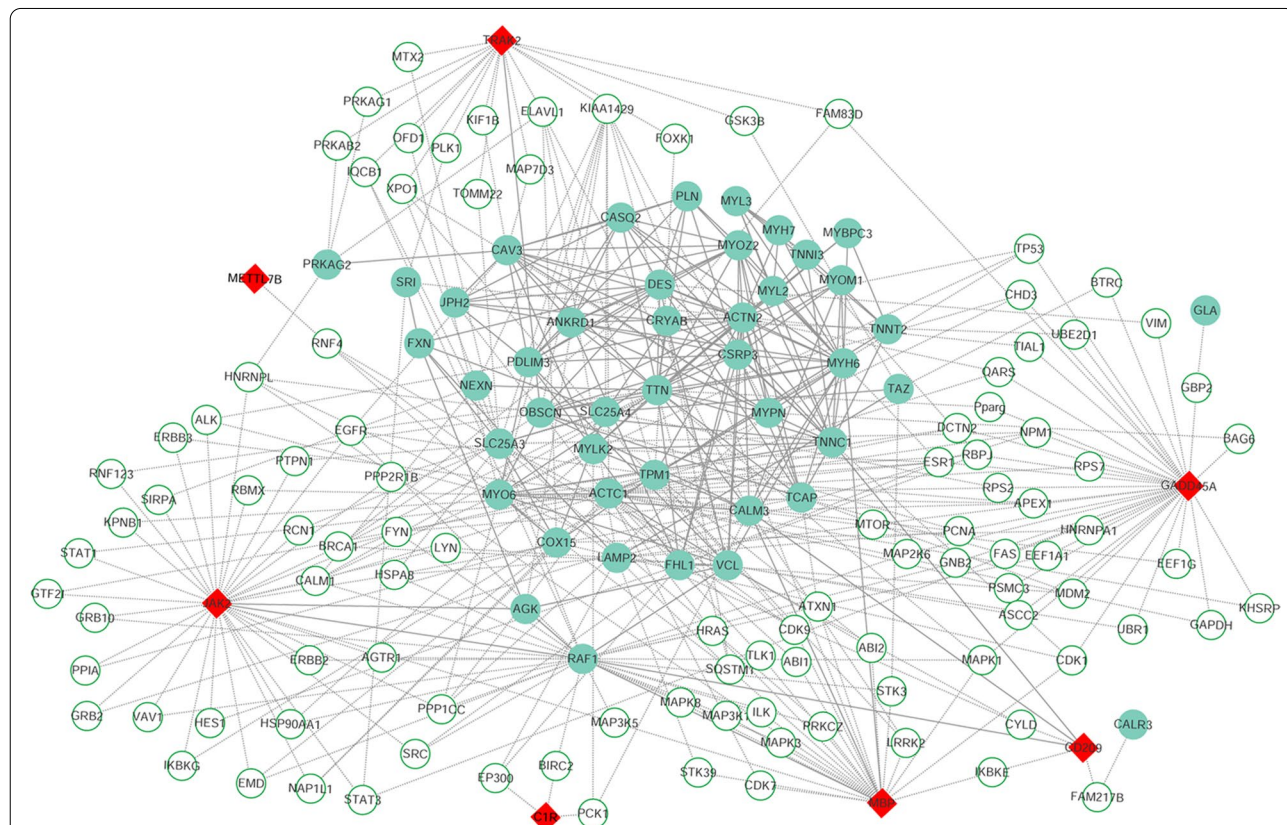 TRAK2
MTX2
PRKAG1
KIF1B
ELAVL1
KIAA1429
GSK3B
FAM83D
PRKAB2
OFD1
PLK1
FOXK1
IQCB1
XPO1
MAP7D3
TOMM22
PLN
MYL3
CASQ2
MYH7
MYBPC3
CAV3
MYOZ2
TNNI3
TP53
METTL7B
PRKAG2
SRI
DES
MYL2
MYOM1
CHD3
BTRC
JPH2
ANKRD1
CRYAB
ACTN2
TNNT2
UBE2D1
VIM
GLA
RNF4
FXN
CSRP3
TIAL1
HNRNPL
PDLIM3
MYH6
QARS
GBP2
NEXN
TTN
TAZ
ALK
OBSCN
SLC25A4
MYPN
Pparg
ERBB3
EGFR
SLC25A3
TNNC1
DCTN2
NPM1
BAG6
PTPN1
MYLK2
ESR1
RBPJ
RNF123
PPP2R1B
TPM1
RPS7
SIRPA
RBMX
MYO6
ACTC1
TCAP
RPS2
GADD45A
KPNB1
CALM3
APEX1
RCN1
FYN
MTOR
PCNA
HNRNPA1
STAT1
BRCA1
LYN
COX15
MAP2K6
FAS
EEF1A1
CALM1
HSPA8
LAMP2
FHL1
VCL
GNB2
EEF1G
GTF2I
PSMC3
MDM2
JAK2
AGK
ATXN1
ASCC2
KHSRP
GRB10
HRAS
CDK9
UBR1
GAPDH
PPIA
ERBB2
AGTR1
RAF1
SQSTM1
TLK1
ABI1
ABI2
MAPK1
CDK1
STK3
GRB2
VAV1
HES1
HSP90AA1
PPP1CC
MAP3K5
MAPK8
MAP3K1
ILK
PRKCZ
CYLD
CALR3
IKBKG
SRC
MAPK3
LRRK2
CD209
EMD
NAP1L1
STAT3
EP300
BIRC2
STK39
CDK7
IKBKE
C1R
PCK1
MBP
FAM217B